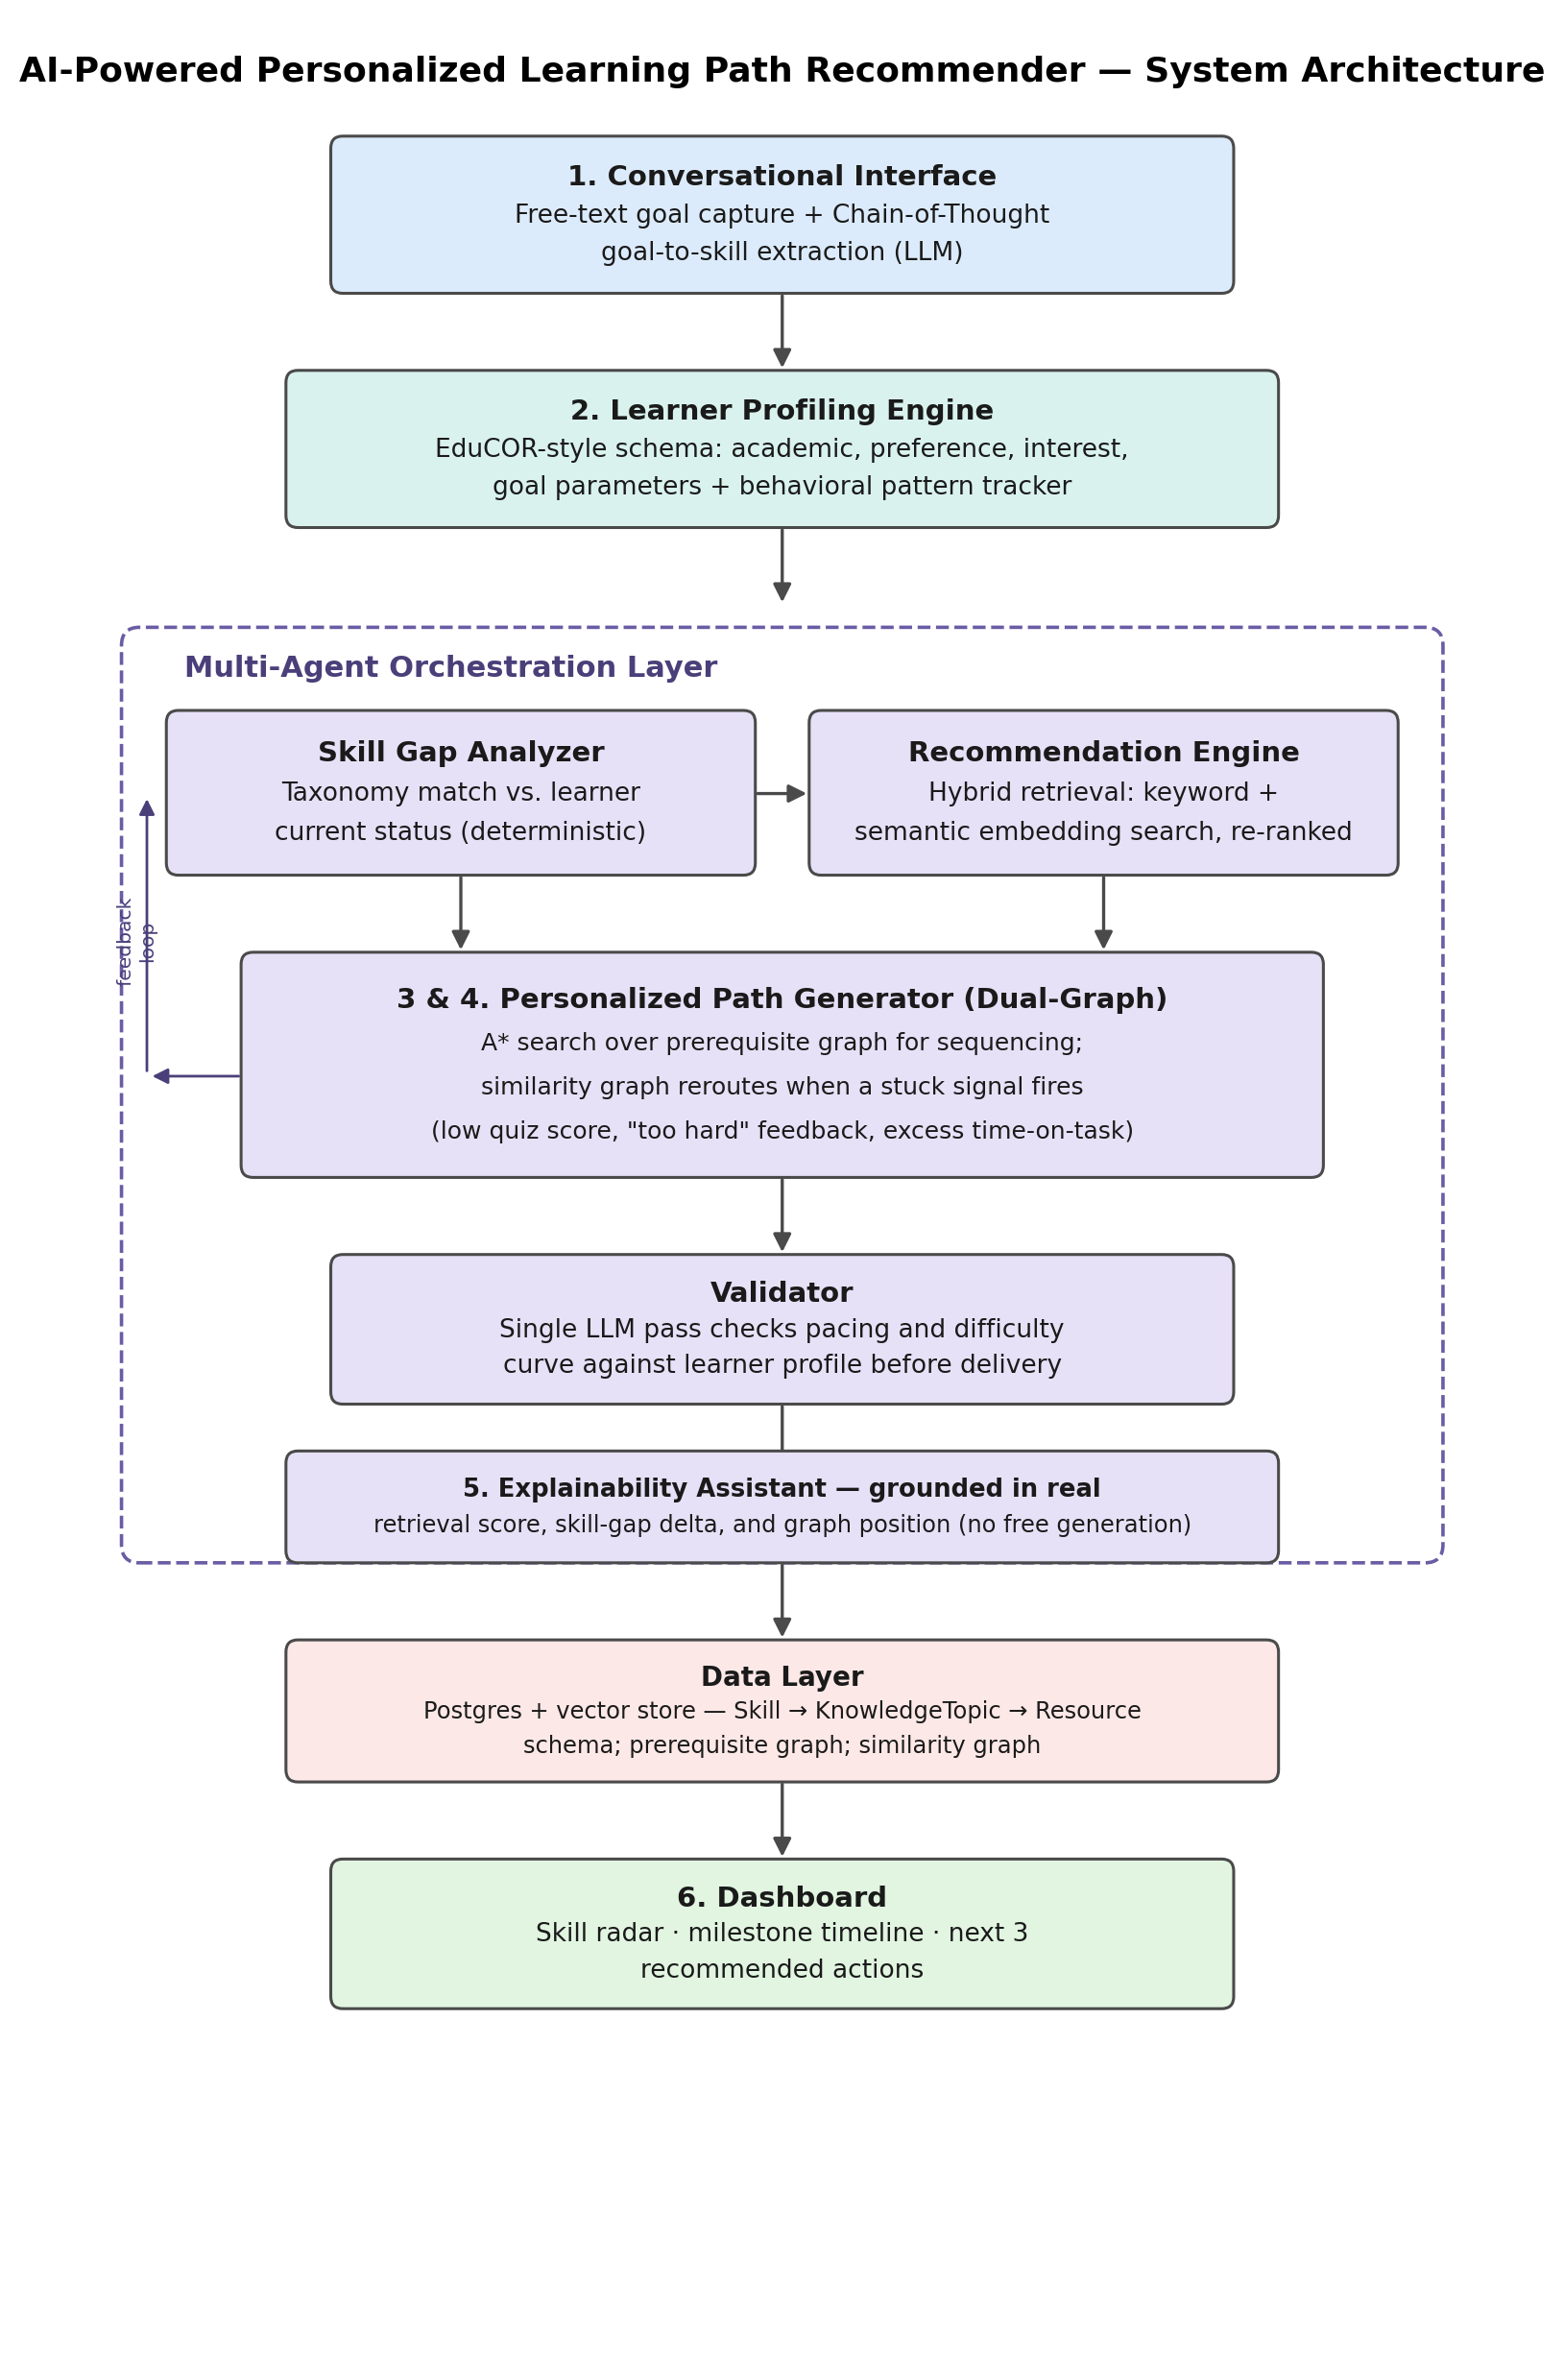 AI-Powered Personalized Learning Path Recommender — System Architecture
1. Conversational Interface
Free-text goal capture + Chain-of-Thought
goal-to-skill extraction (LLM)
2. Learner Profiling Engine
EduCOR-style schema: academic, preference, interest,
goal parameters + behavioral pattern tracker
Multi-Agent Orchestration Layer
Skill Gap Analyzer
Taxonomy match vs. learner
current status (deterministic)
Recommendation Engine
Hybrid retrieval: keyword +
semantic embedding search, re-ranked
feedback
loop
3 & 4. Personalized Path Generator (Dual-Graph)
A* search over prerequisite graph for sequencing;
similarity graph reroutes when a stuck signal fires
(low quiz score, "too hard" feedback, excess time-on-task)
Validator
Single LLM pass checks pacing and difficulty
curve against learner profile before delivery
5. Explainability Assistant — grounded in real
retrieval score, skill-gap delta, and graph position (no free generation)
Data Layer
Postgres + vector store — Skill → KnowledgeTopic → Resource
schema; prerequisite graph; similarity graph
6. Dashboard
Skill radar · milestone timeline · next 3
recommended actions